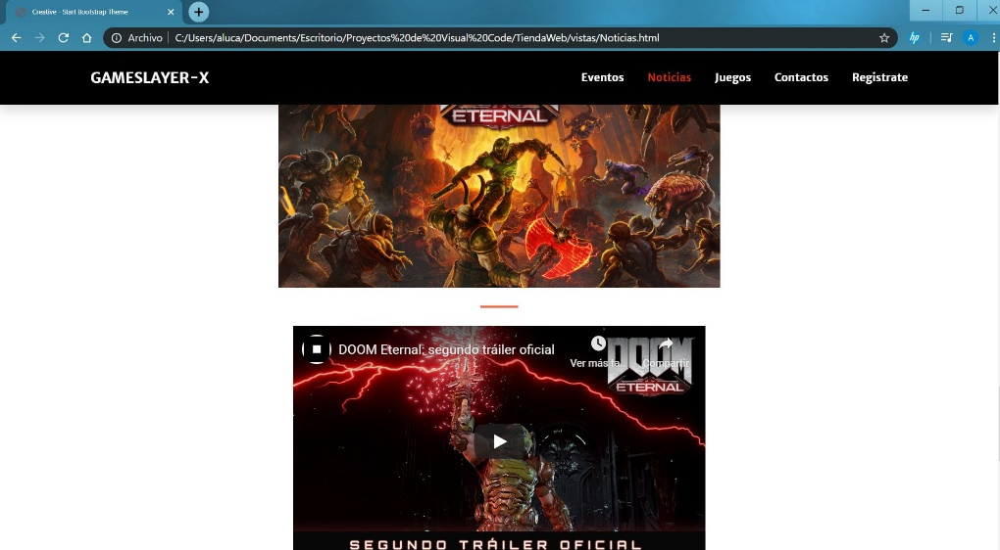 Creative - Start Bootstrap Theme
Archivo
C:/Users/aluca/Documents/Escritorio/Proyectos%20de%20Visual%20Code/TiendaWeb/vistas/Noticias.html
hp
A
GAMESLAYER-X
Eventos
Noticias
Juegos
Contactos
Registrate
ETERNAL
DOOM Eternal: segundo tráiler oficial
Ver más ta...
Compartir
DOOM
ETERNAL
SEGUNDO TRÁILER OFICIAL